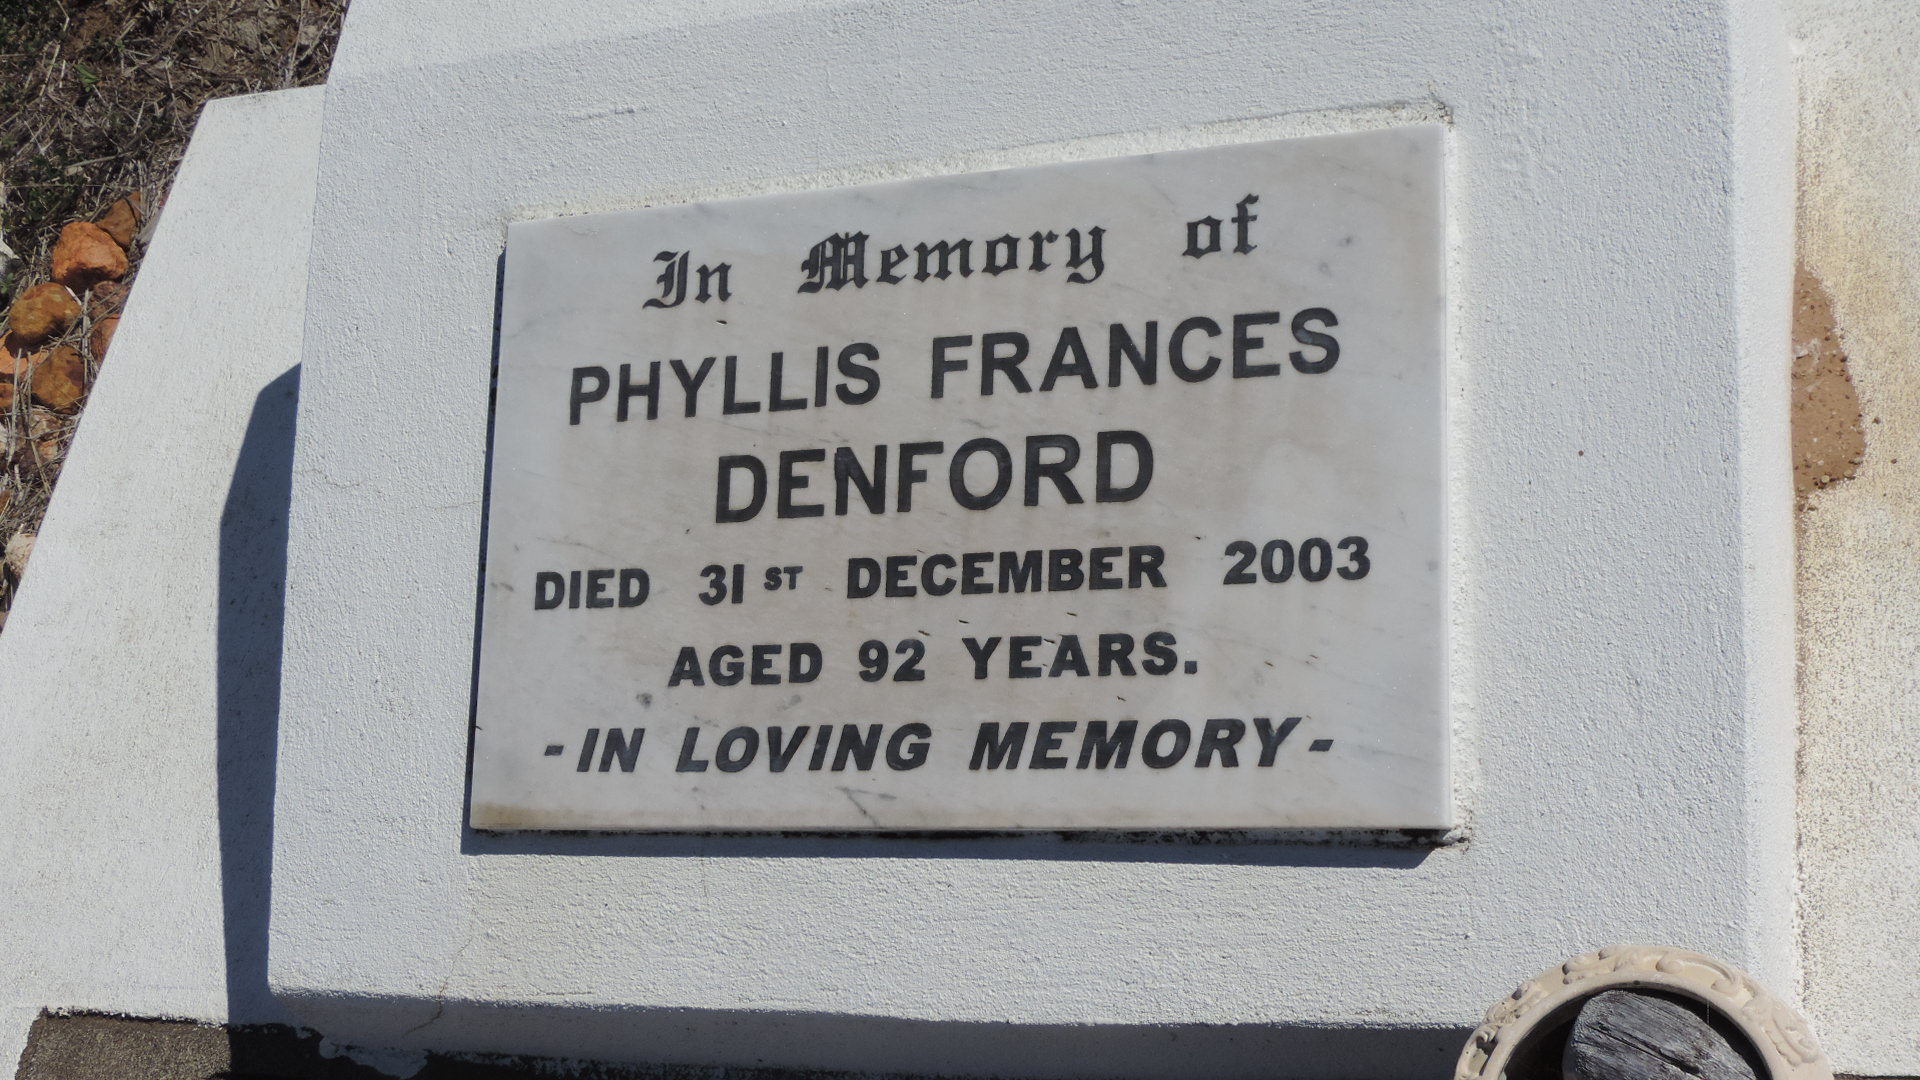 In Memory of
PHYLLIS FRANCES
DENFORD
DIED 31ST DECEMBER 2003
AGED 92 YEARS.
- IN LOVING MEMORY -